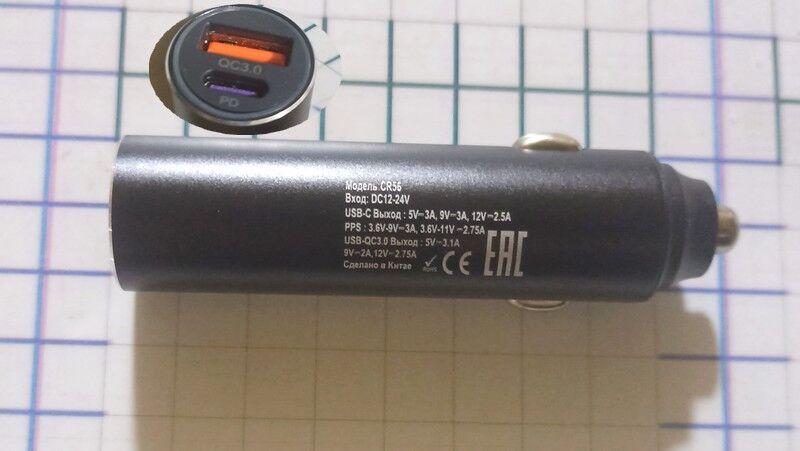 QC3.0
PD
Модель:CR56
Вход: DC12-24V
USB-C Выход : 5V⎓3A, 9V⎓3A, 12V⎓2.5A
PPS : 3.6V-9V⎓3A, 3.6V-11V⎓2.75A
USB-QC3.0 Выход : 5V⎓3.1A
9V⎓2A,12V⎓2.75A
Сделано в Китае ROHS CE EAC